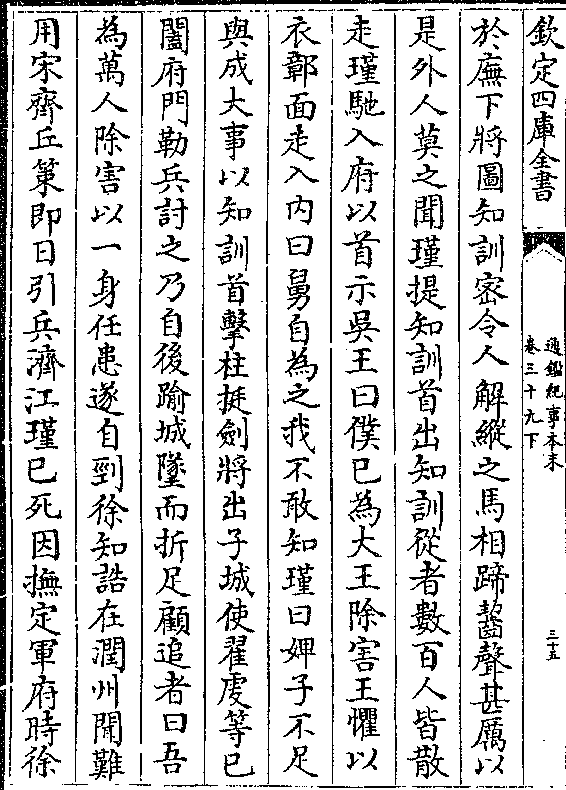 欽定四庫全書
通鑑紀事本末
卷三十九下
三十五
於廡下將圖知訓密令人解縱之馬相蹄齧聲甚厲以
是外人莫之聞瑾提知訓首出知訓從者數百人皆散
走瑾馳入府以首示吳王曰僕已為大王除害王懼以
衣鄣面走入內曰舅自為之我不敢知瑾曰婢子不足
與成大事以知訓首擊柱挺劍將出子城使翟䖍等已
闔府門勒兵討之乃自後踰城墜而折足顧追者曰吾
為萬人除害以一身任患遂自剄徐知誥在潤州聞難
用宋齊丘策即日引兵濟江瑾已死因撫定軍府時徐